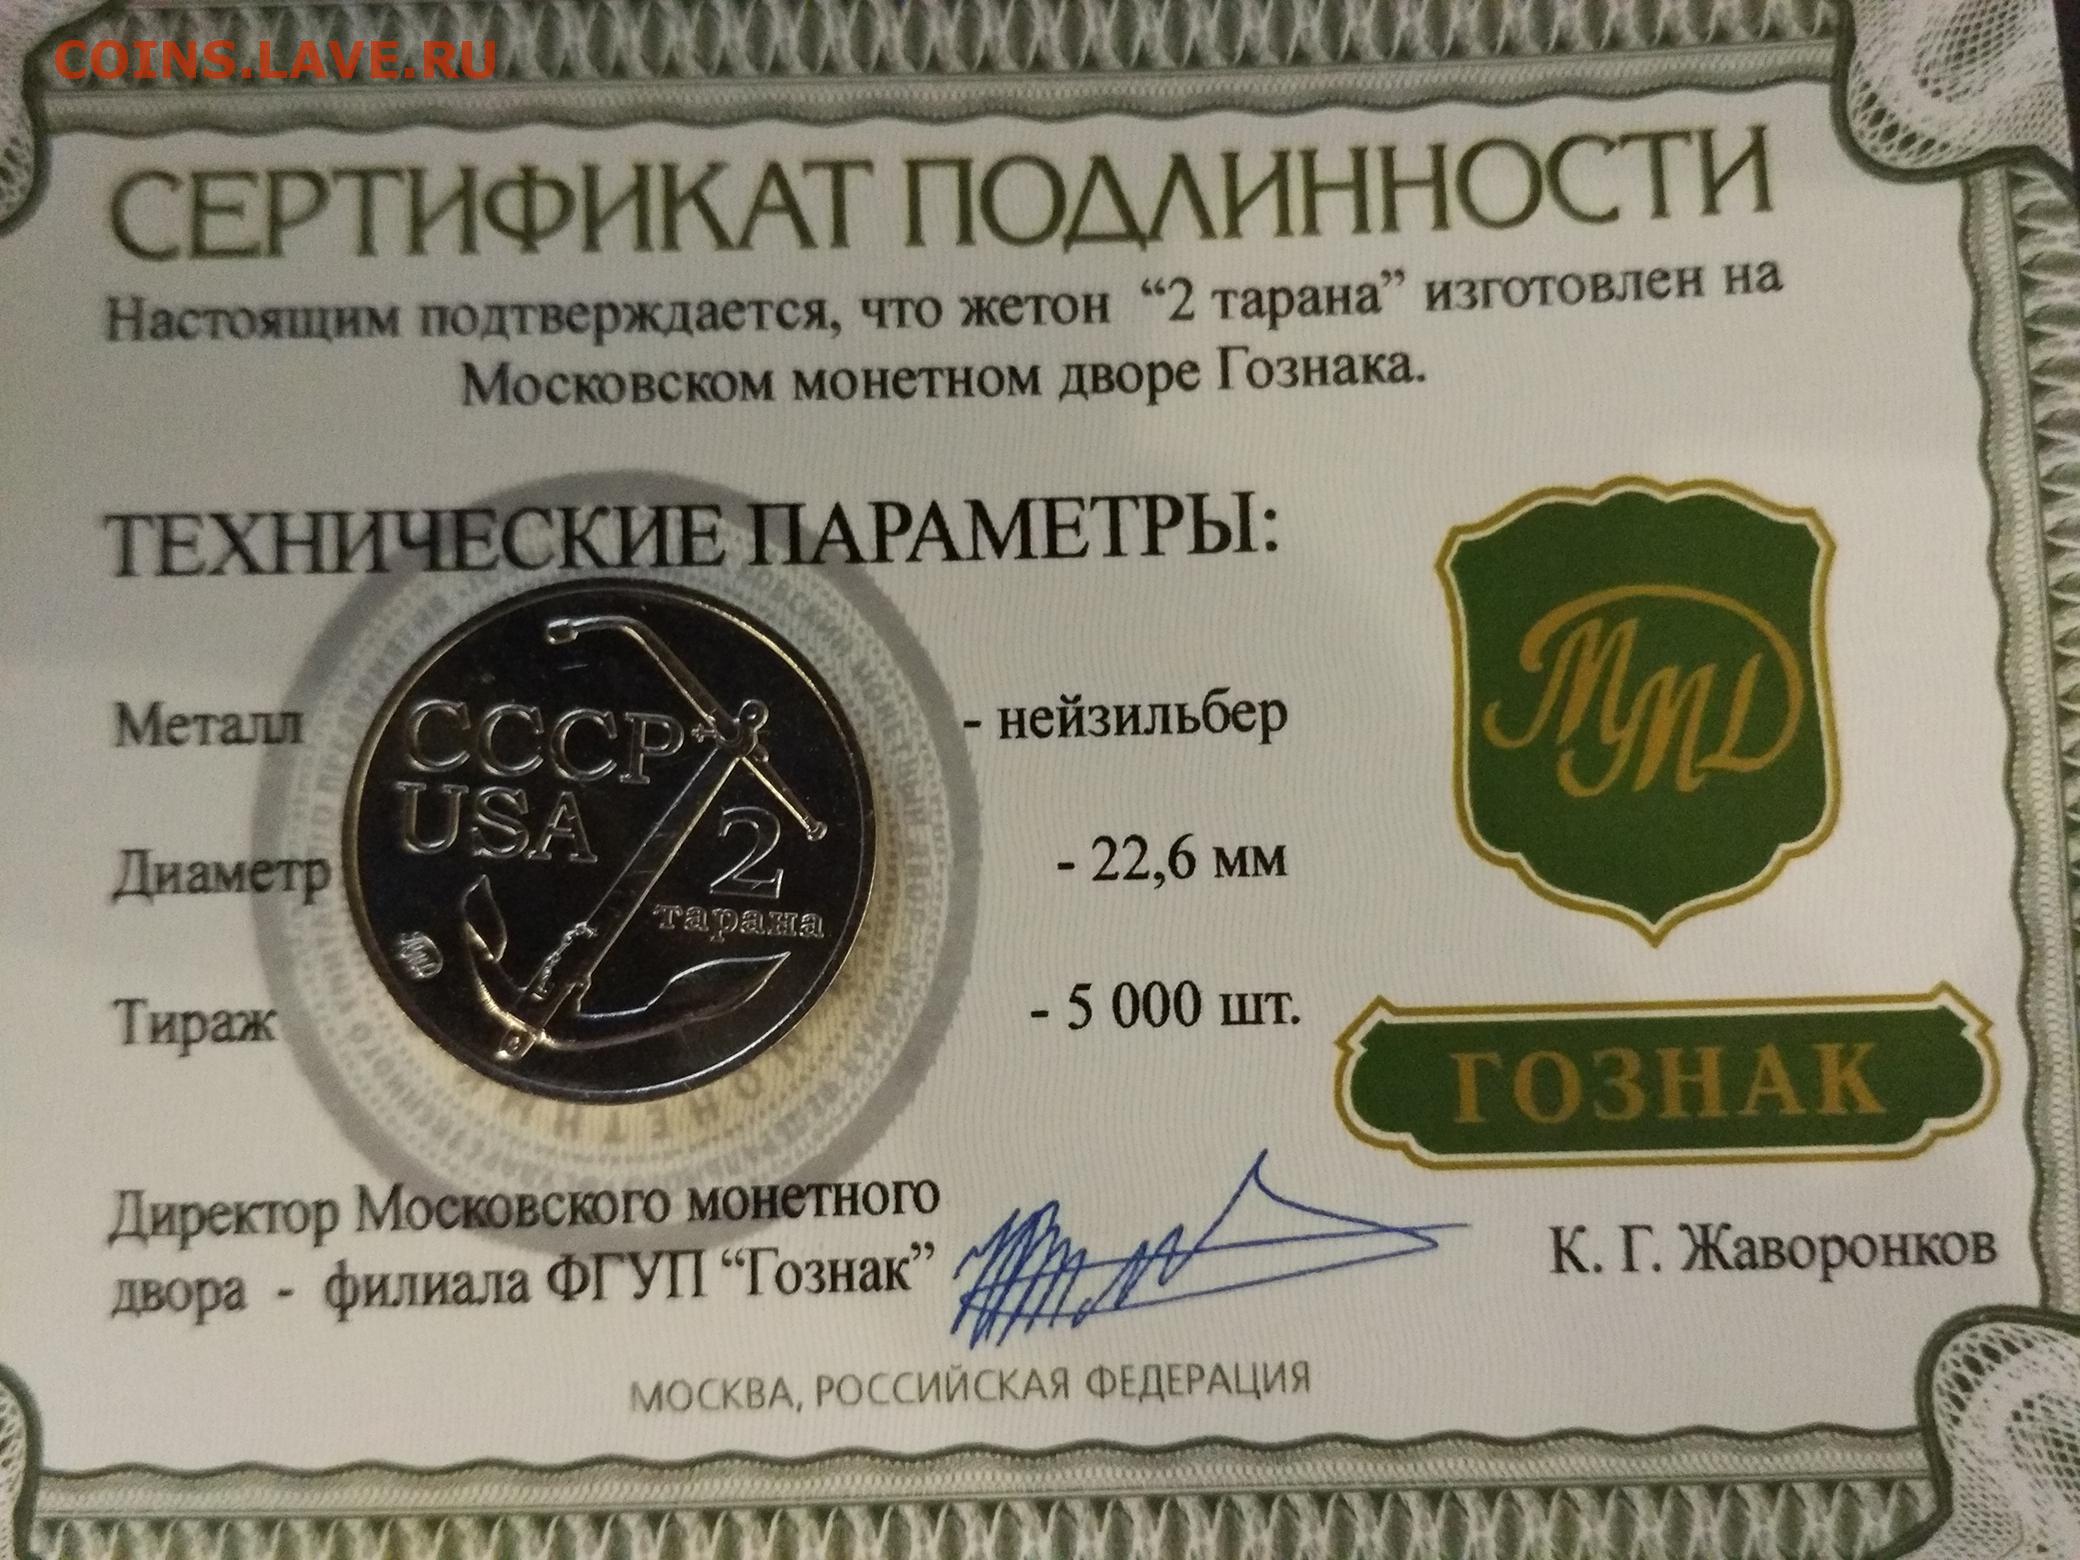 COINS.LAVE.RU
СЕРТИФИКАТ ПОДЛИННОСТИ
Настоящим подтверждается, что жетон “2 тарана” изготовлен на
Московском монетном дворе Гознака.
ТЕХНИЧЕСКИЕ ПАРАМЕТРЫ:
Металл - нейзильбер
Диаметр - 22,6 мм
Тираж - 5 000 шт.
СССР
USA
2
тарана
ММД
ММД
ГОЗНАК
Директор Московского монетного
двора - филиала ФГУП “Гознак”
К. Г. Жаворонков
МОСКВА, РОССИЙСКАЯ ФЕДЕРАЦИЯ